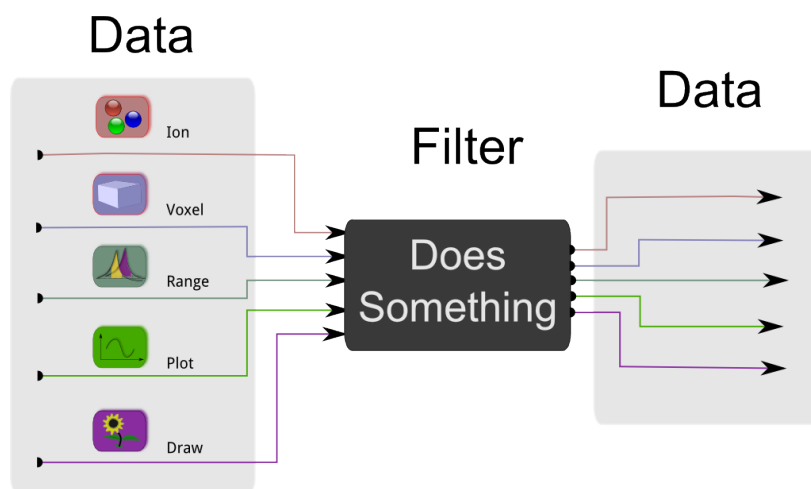 Data
Ion
Voxel
Range
Plot
Draw
Filter
Does
Something
Data